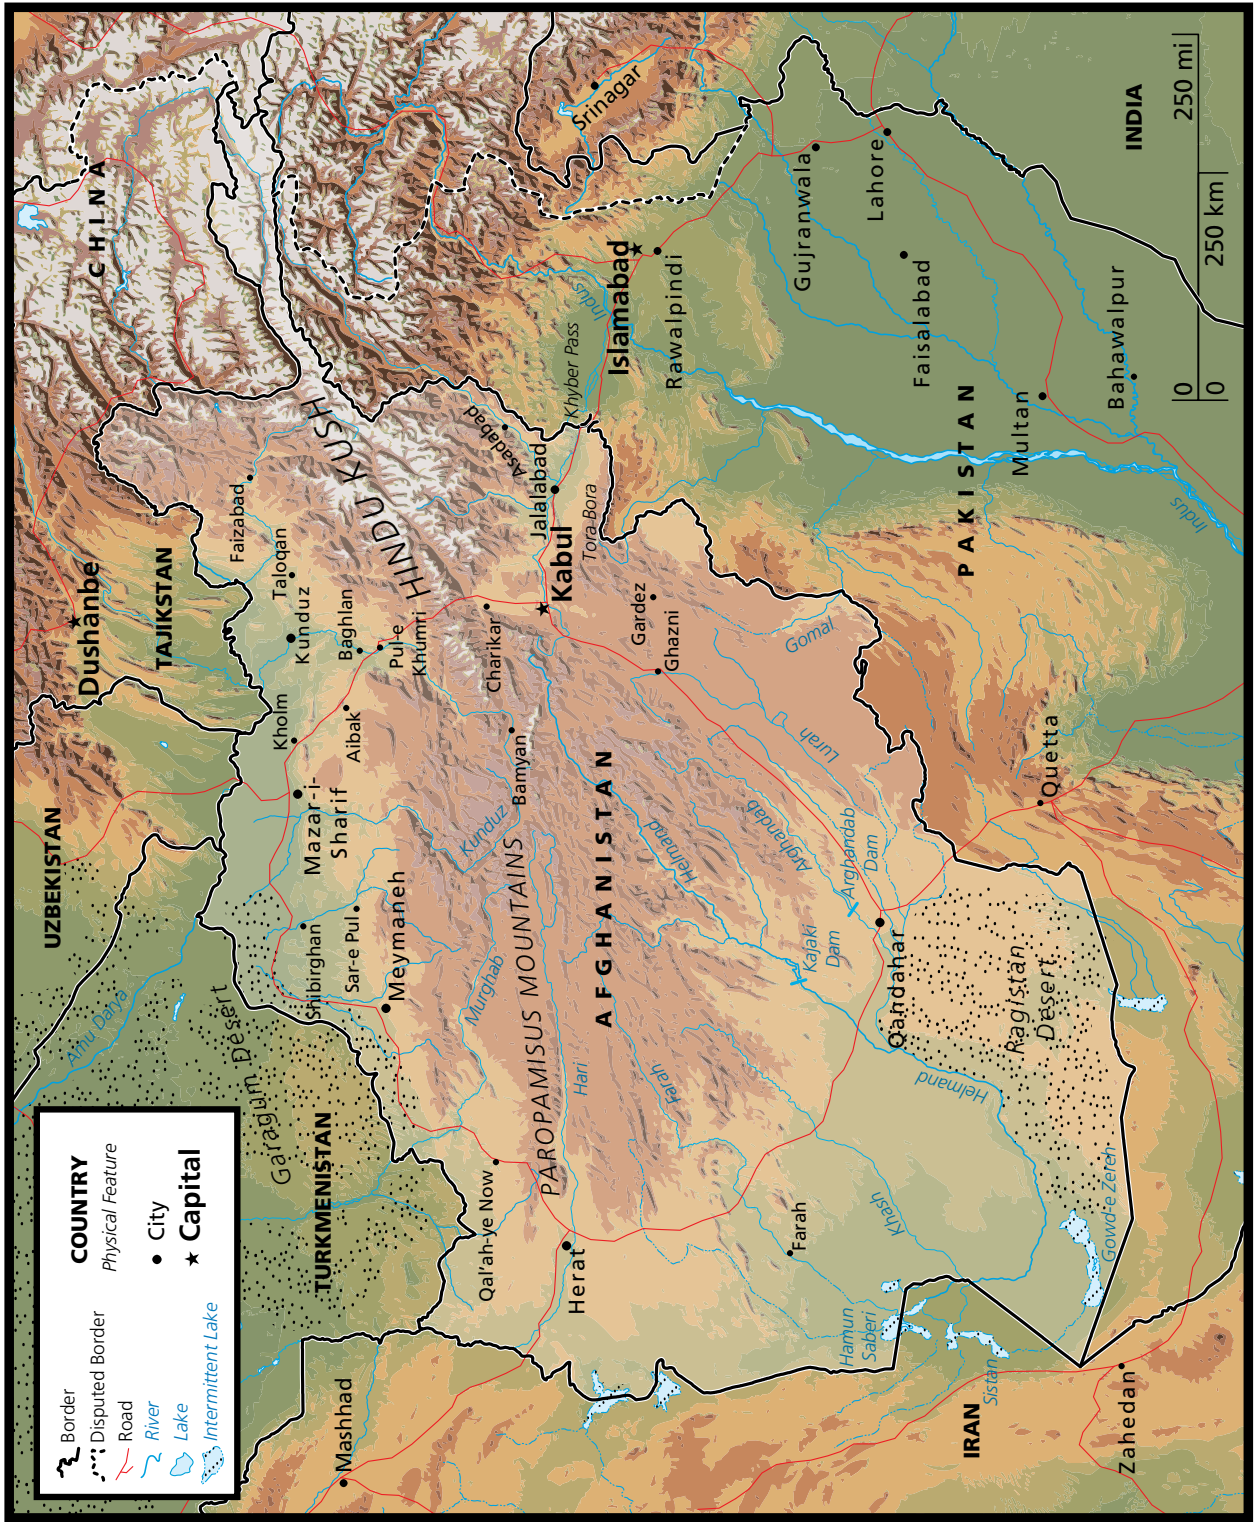 Border
Disputed Border
Road
River
Lake
Intermittent Lake
COUNTRY
Physical Feature
City
Capital
UZBEKISTAN
TAJIKSTAN
Dushanbe
CHINA
Amu Darya
Garagum Desert
TURKMENISTAN
Mashhad
Kholm
Kunduz
Taloqan
Faizabad
Mazar-i-
Sharif
Aibak
Baghlan
Pul-e
Khumri
HINDU KUSH
Shibirghan
Sar-e Pul
Meymaneh
Murghab
Kunduz
Bamyan
Charikar
Asadabad
Jalalabad
Khyber Pass
Kabul
Tora Bora
Srinagar
Indus
Islamabad
Rawalpindi
Qal'ah-ye Now
PAROPAMISUS MOUNTAINS
Herat
Hari
AFGHANISTAN
Farah
Helmand
Gardez
Ghazni
Gomal
Lurah
Arghandab
Arghandab
Dam
Kajaki
Dam
Farah
Khash
Qandahar
Helmand
Ragistan
Desert
Hamun
Saberi
Sistan
Gowd-e Zereh
IRAN
Zahedan
Quetta
PAKISTAN
Multan
Bahawalpur
Faisalabad
Gujranwala
Lahore
Indus
INDIA
0
250 mi
0
250 km